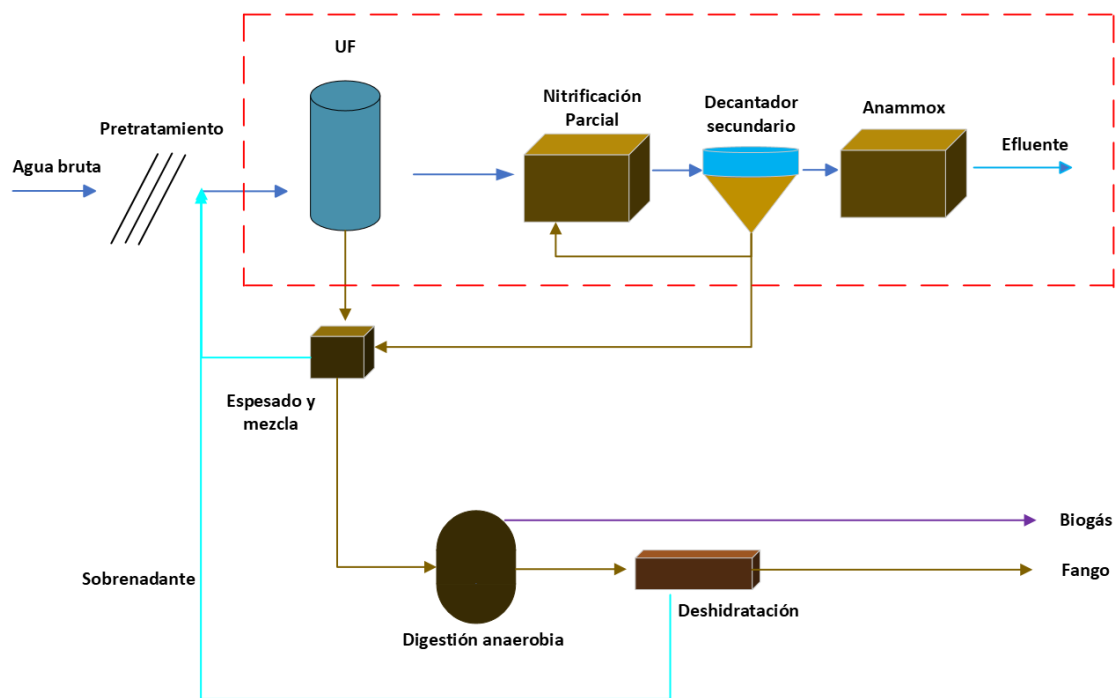 UF
Pretratamiento
Agua bruta
Nitrificación
Parcial
Decantador
secundario
Anammox
Efluente
Espesado y
mezcla
Sobrenadante
Digestión anaerobia
Deshidratación
Biogás
Fango